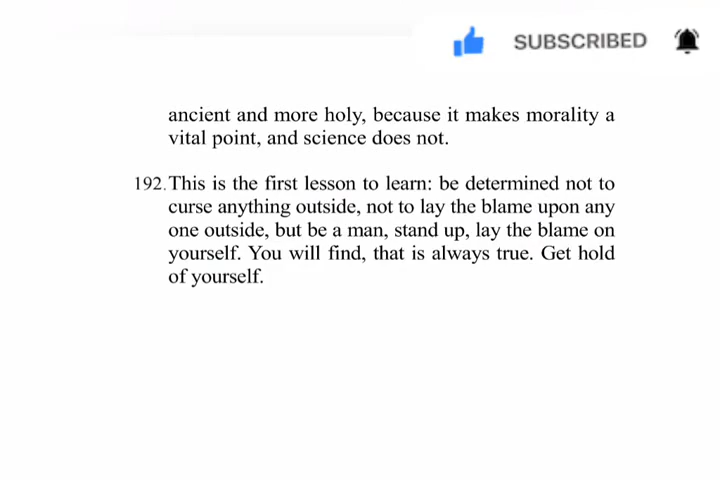 SUBSCRIBED
ancient and more holy, because it makes morality a
vital point, and science does not.
192. This is the first lesson to learn: be determined not to
curse anything outside, not to lay the blame upon any
one outside, but be a man, stand up, lay the blame on
yourself. You will find, that is always true. Get hold
of yourself.